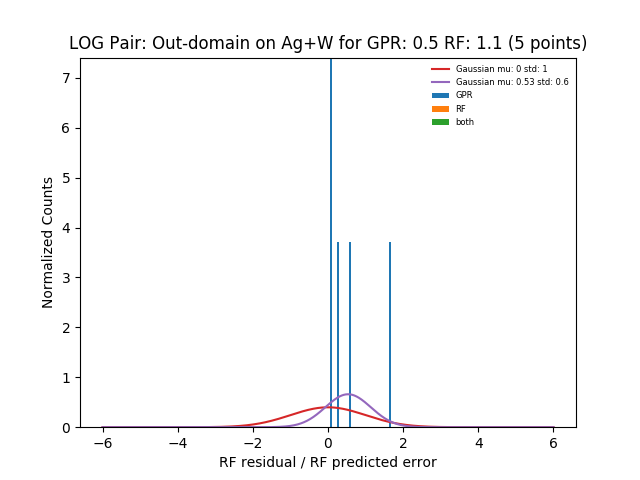 LOG Pair: Out-domain on Ag+W for GPR: 0.5 RF: 1.1 (5 points)
Gaussian mu: 0 std: 1
Gaussian mu: 0.53 std: 0.6
GPR
RF
both
Normalized Counts
7
6
5
4
3
2
1
0
−6 −4 −2 0 2 4 6
RF residual / RF predicted error